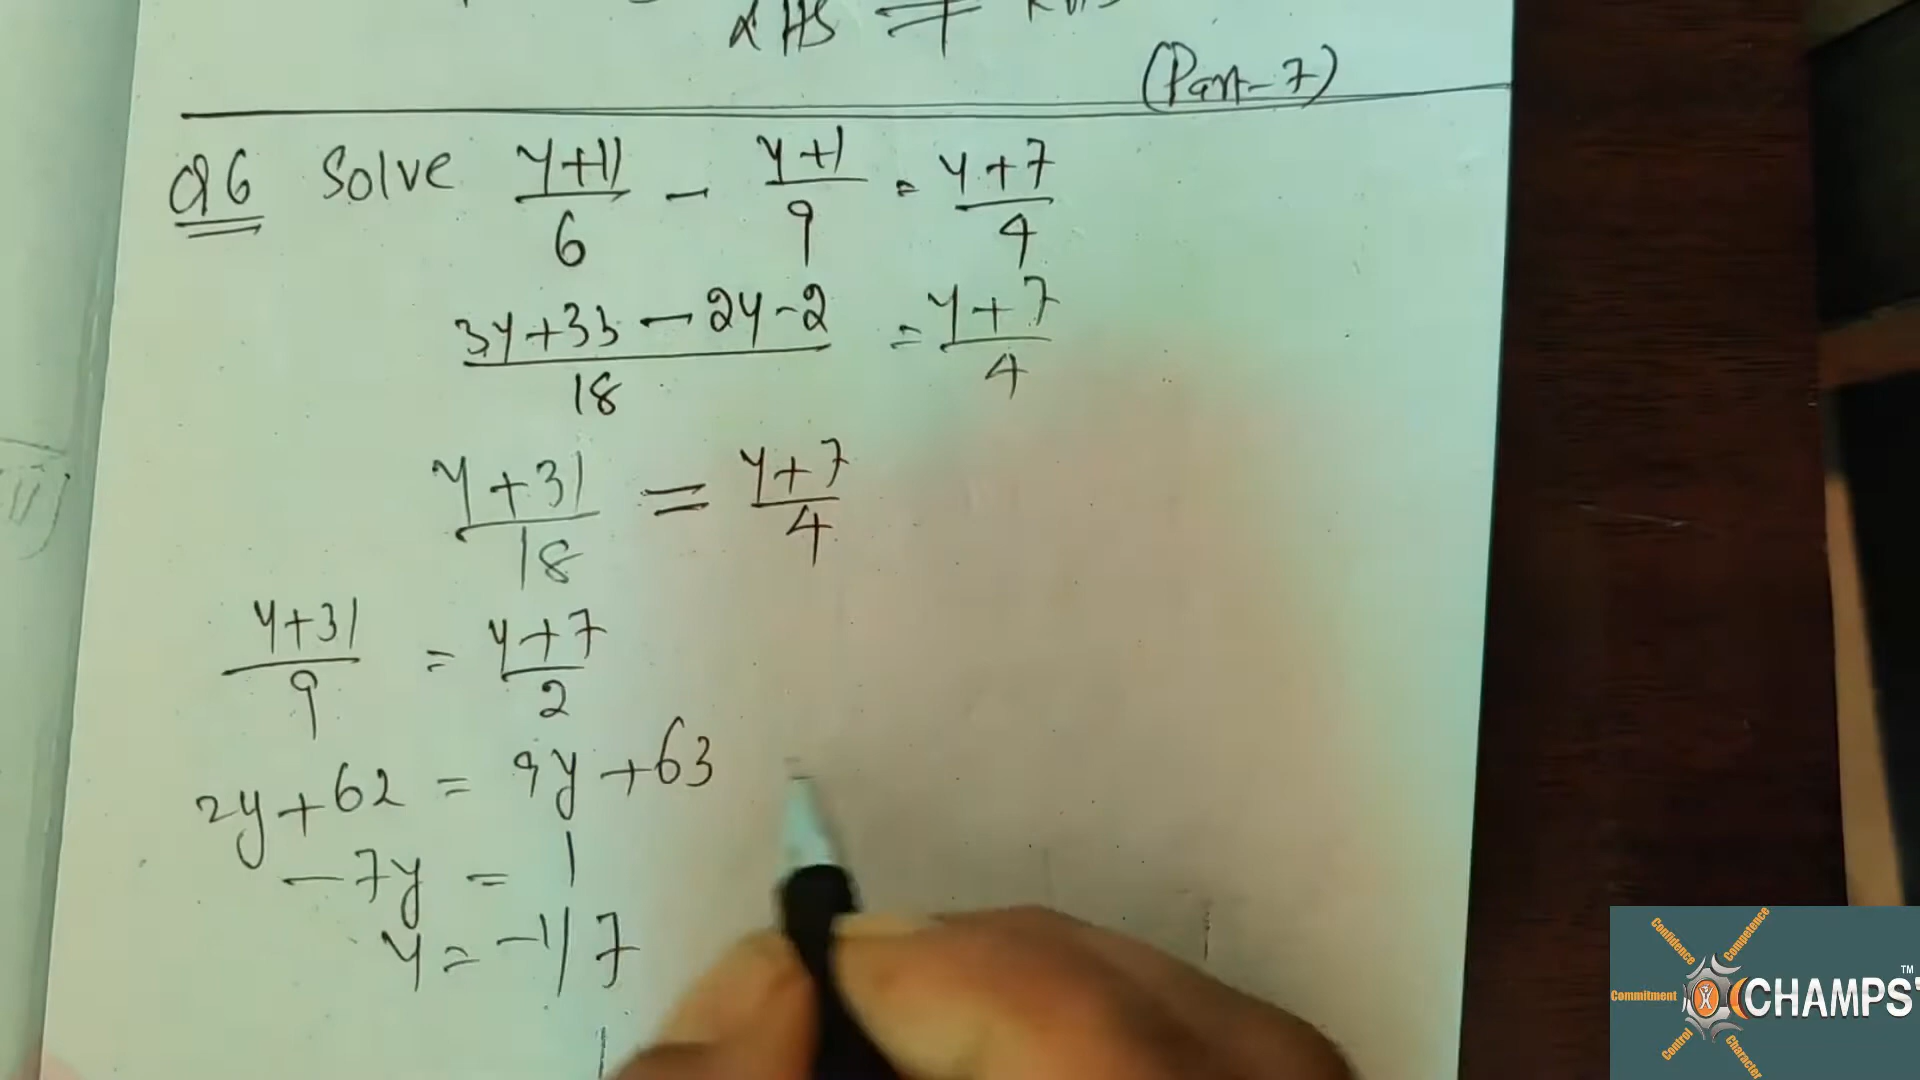 LHS ≠ RHS
(Part-7)
Q6 Solve (y+11)/6 - (y+1)/9 = (y+7)/4
(3y+33-2y-2)/18 = (y+7)/4
(y+31)/18 = (y+7)/4
(y+31)/9 = (y+7)/2
2y+62 = 9y+63
-7y = 1
y = -1/7
Confidence
Competence
Commitment
CHAMPS™
Control
Character